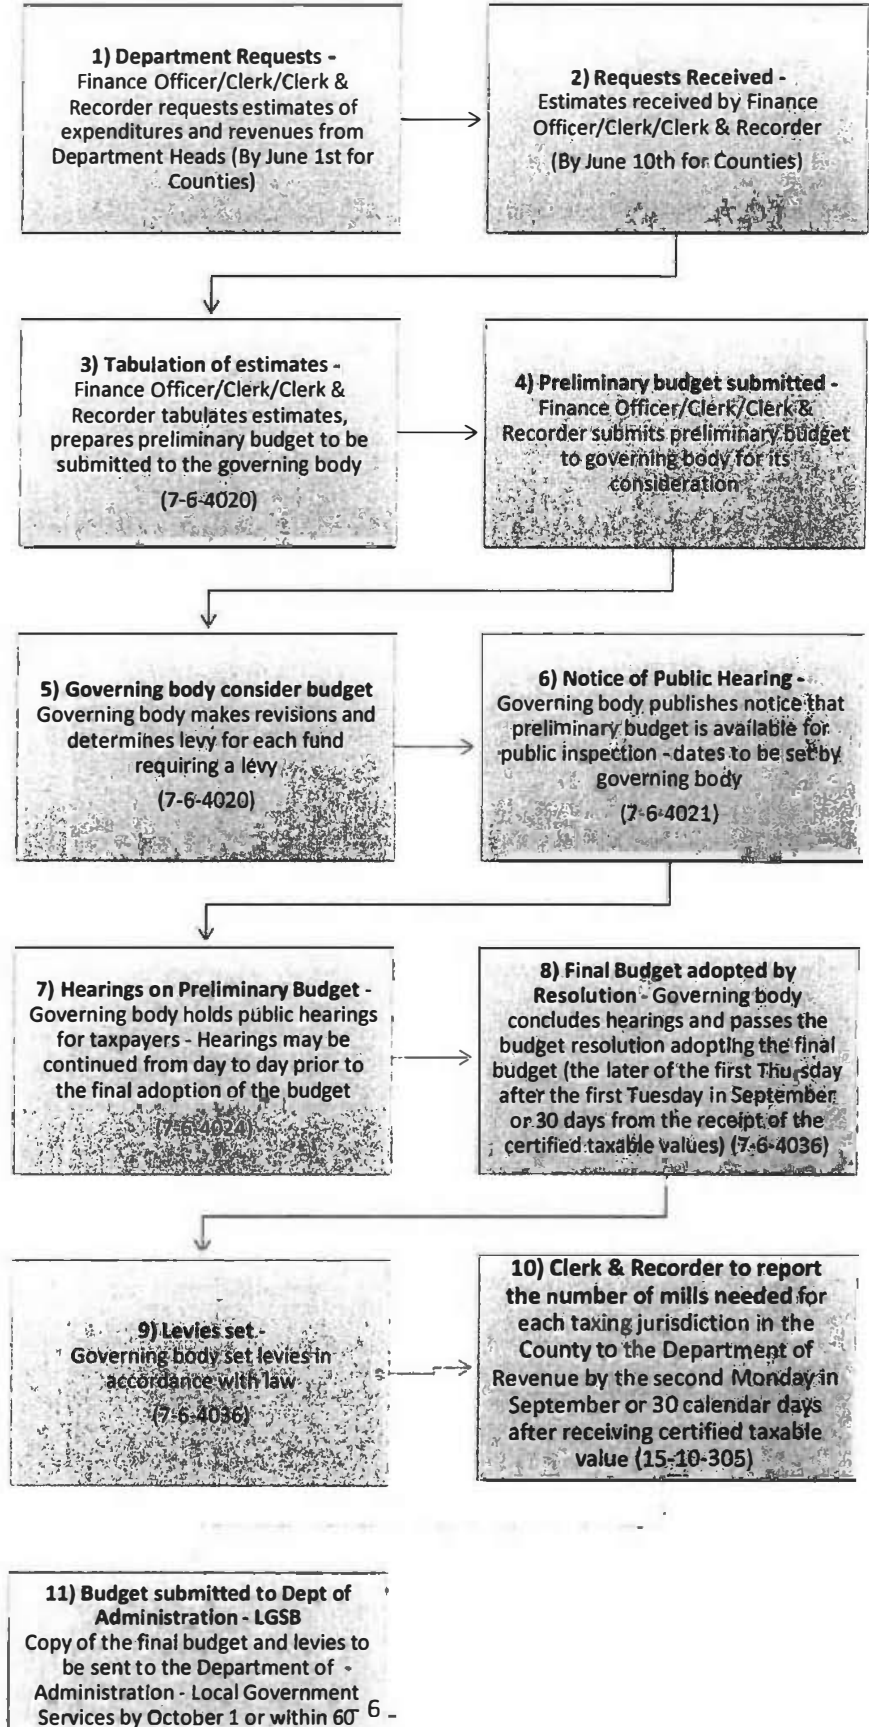 1) Department Requests -
Finance Officer/Clerk/Clerk &
Recorder requests estimates of
expenditures and revenues from
Department Heads (By June 1st for
Counties)
2) Requests Received -
Estimates received by Finance
Officer/Clerk/Clerk & Recorder
(By June 10th for Counties)
3) Tabulation of estimates -
Finance Officer/Clerk/Clerk &
Recorder tabulates estimates,
prepares preliminary budget to be
submitted to the governing body
(7-6-4020)
4) Preliminary budget submitted -
Finance Officer/Clerk/Clerk &
Recorder submits preliminary budget
to governing body for its
consideration
5) Governing body consider budget
Governing body makes revisions and
determines levy for each fund
requiring a levy
(7-6-4020)
6) Notice of Public Hearing -
Governing body publishes notice that
preliminary budget is available for
public inspection - dates to be set by
governing body
(7-6-4021)
7) Hearings on Preliminary Budget -
Governing body holds public hearings
for taxpayers - Hearings may be
continued from day to day prior to
the final adoption of the budget
(7-6-4024)
8) Final Budget adopted by
Resolution - Governing body
concludes hearings and passes the
budget resolution adopting the final
budget (the later of the first Thursday
after the first Tuesday in September
or 30 days from the receipt of the
certified taxable values) (7-6-4036)
9) Levies set -
Governing body set levies in
accordance with law
(7-6-4036)
10) Clerk & Recorder to report
the number of mills needed for
each taxing jurisdiction in the
County to the Department of
Revenue by the second Monday in
September or 30 calendar days
after receiving certified taxable
value (15-10-305)
11) Budget submitted to Dept of
Administration - LGSB
Copy of the final budget and levies to
be sent to the Department of
Administration - Local Government
Services by October 1 or within 60
6 -